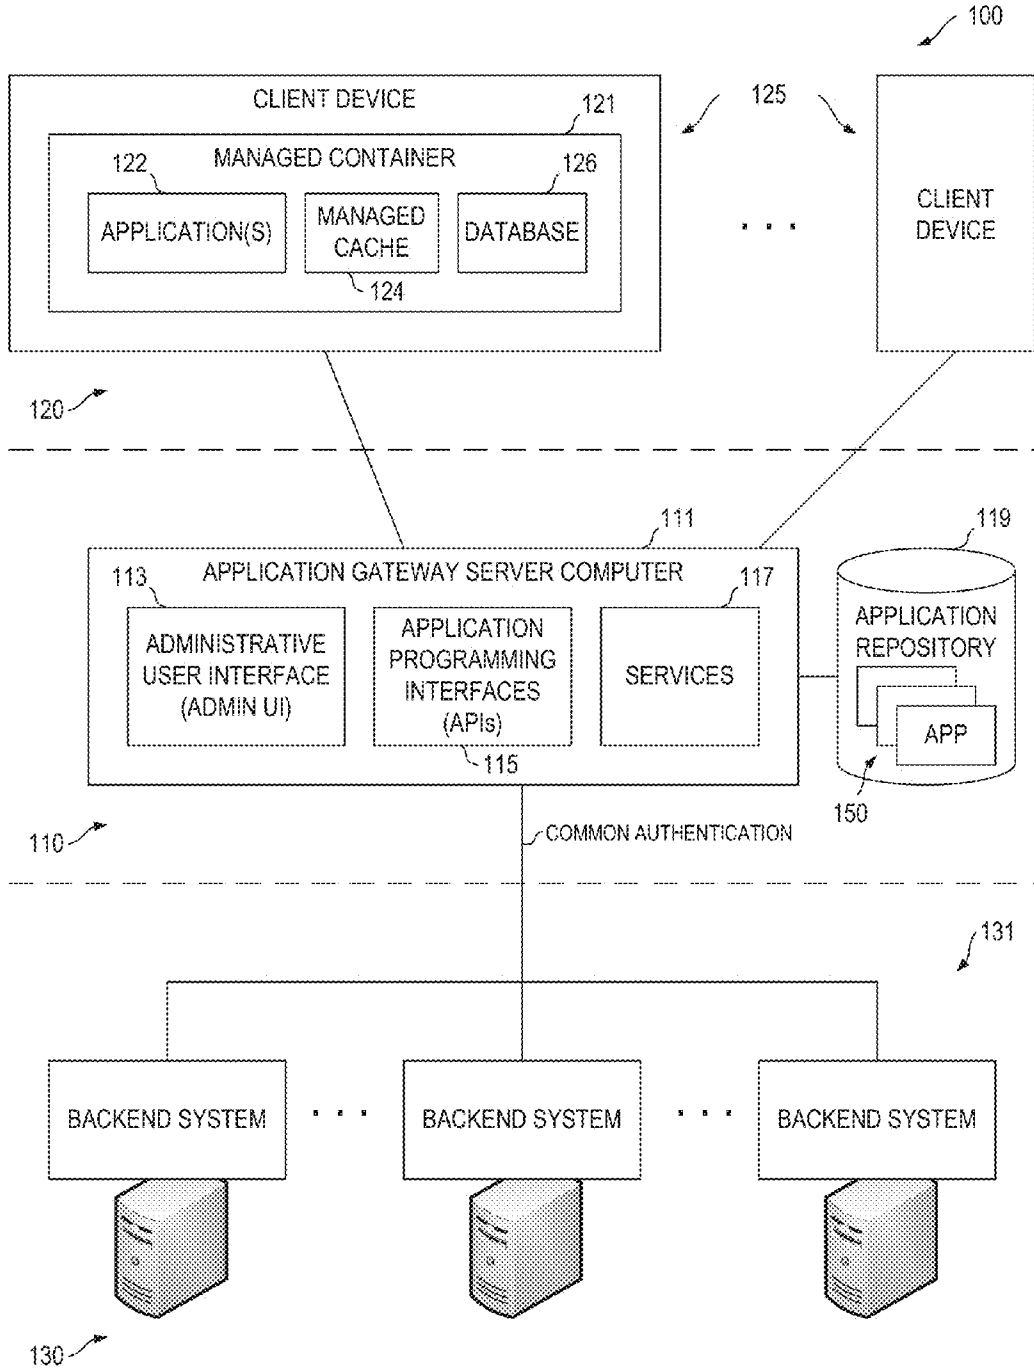 100
CLIENT DEVICE
125
121
MANAGED CONTAINER
122
126
APPLICATION(S)
MANAGED
CACHE
DATABASE
124
CLIENT
DEVICE
120
111
119
APPLICATION GATEWAY SERVER COMPUTER
113
117
ADMINISTRATIVE
USER INTERFACE
(ADMIN UI)
APPLICATION
PROGRAMMING
INTERFACES
(APIs)
SERVICES
115
APPLICATION
REPOSITORY
APP
150
110
COMMON AUTHENTICATION
131
BACKEND SYSTEM
BACKEND SYSTEM
BACKEND SYSTEM
130